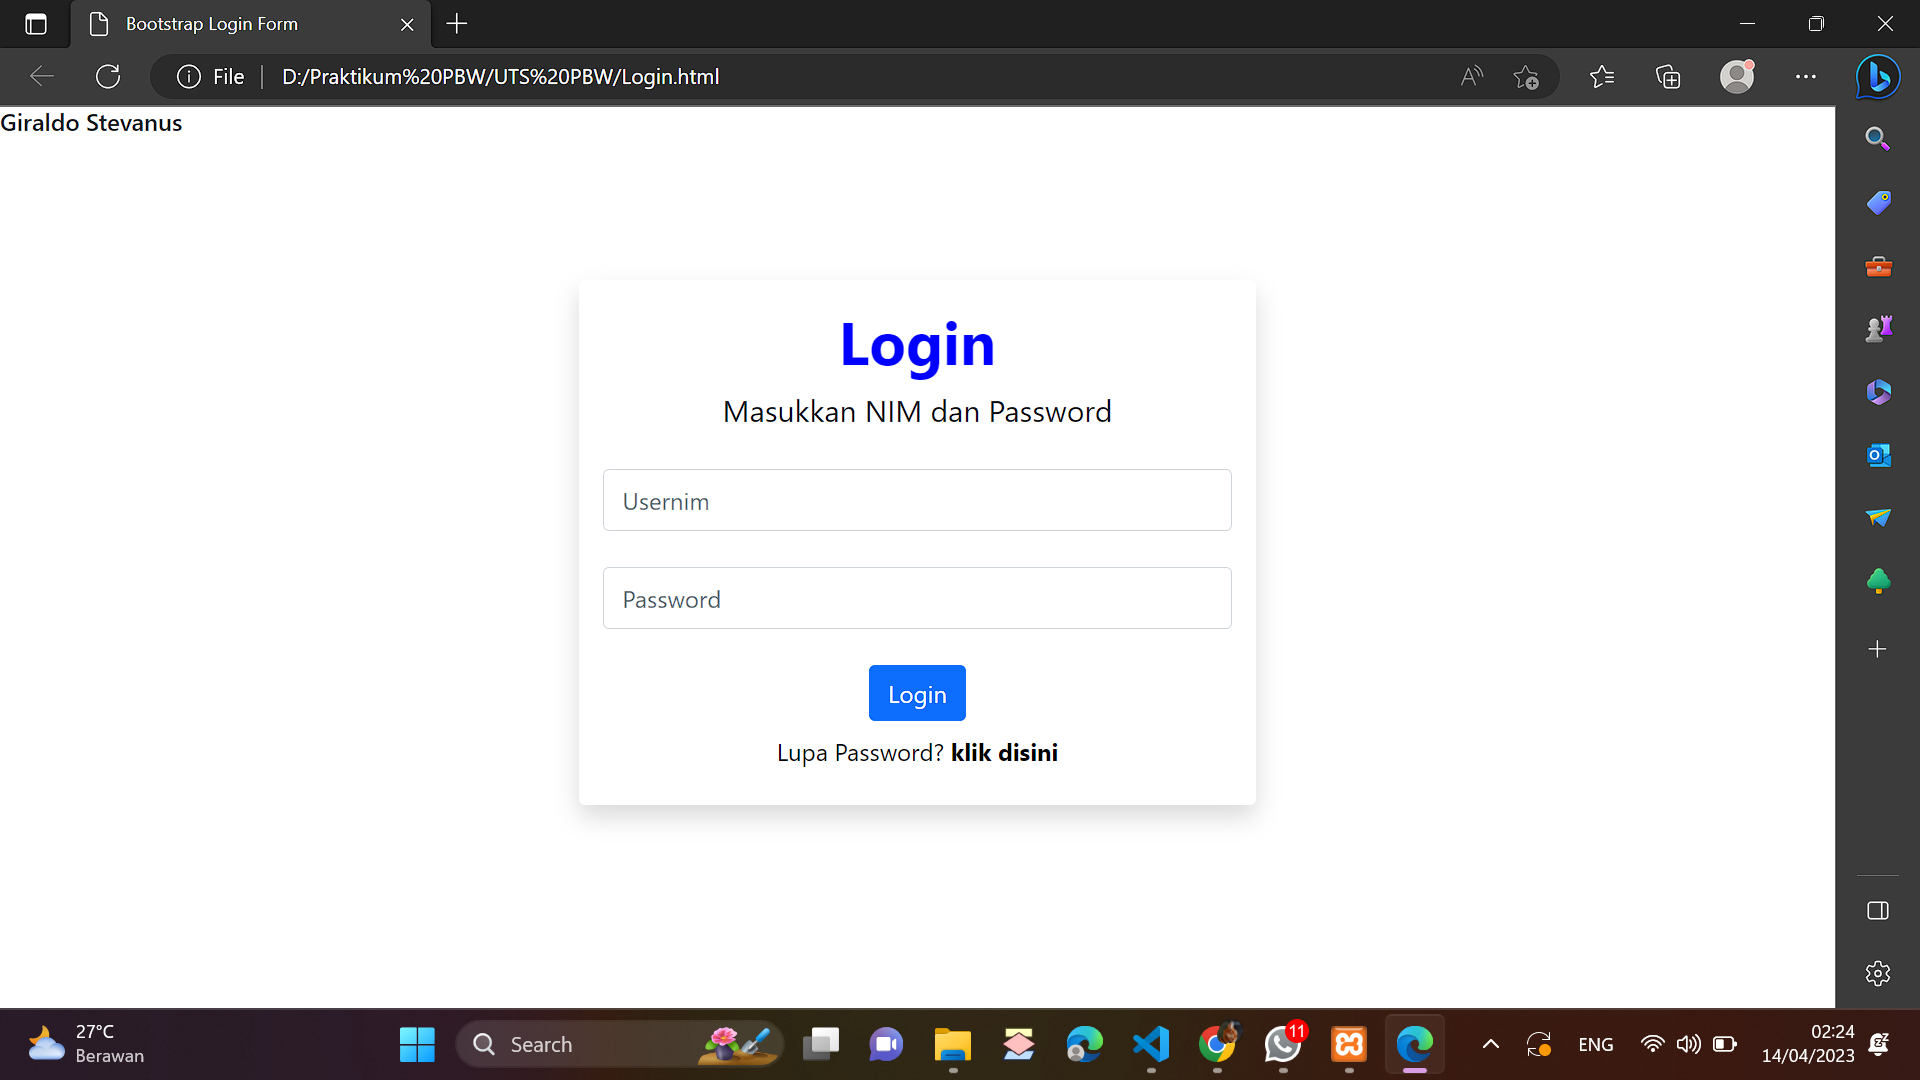 Bootstrap Login Form
File
D:/Praktikum%20PBW/UTS%20PBW/Login.html
Giraldo Stevanus
Login
Masukkan NIM dan Password
Usernim
Password
Login
Lupa Password? klik disini
27°C
Berawan
Search
11
ENG
02:24
14/04/2023